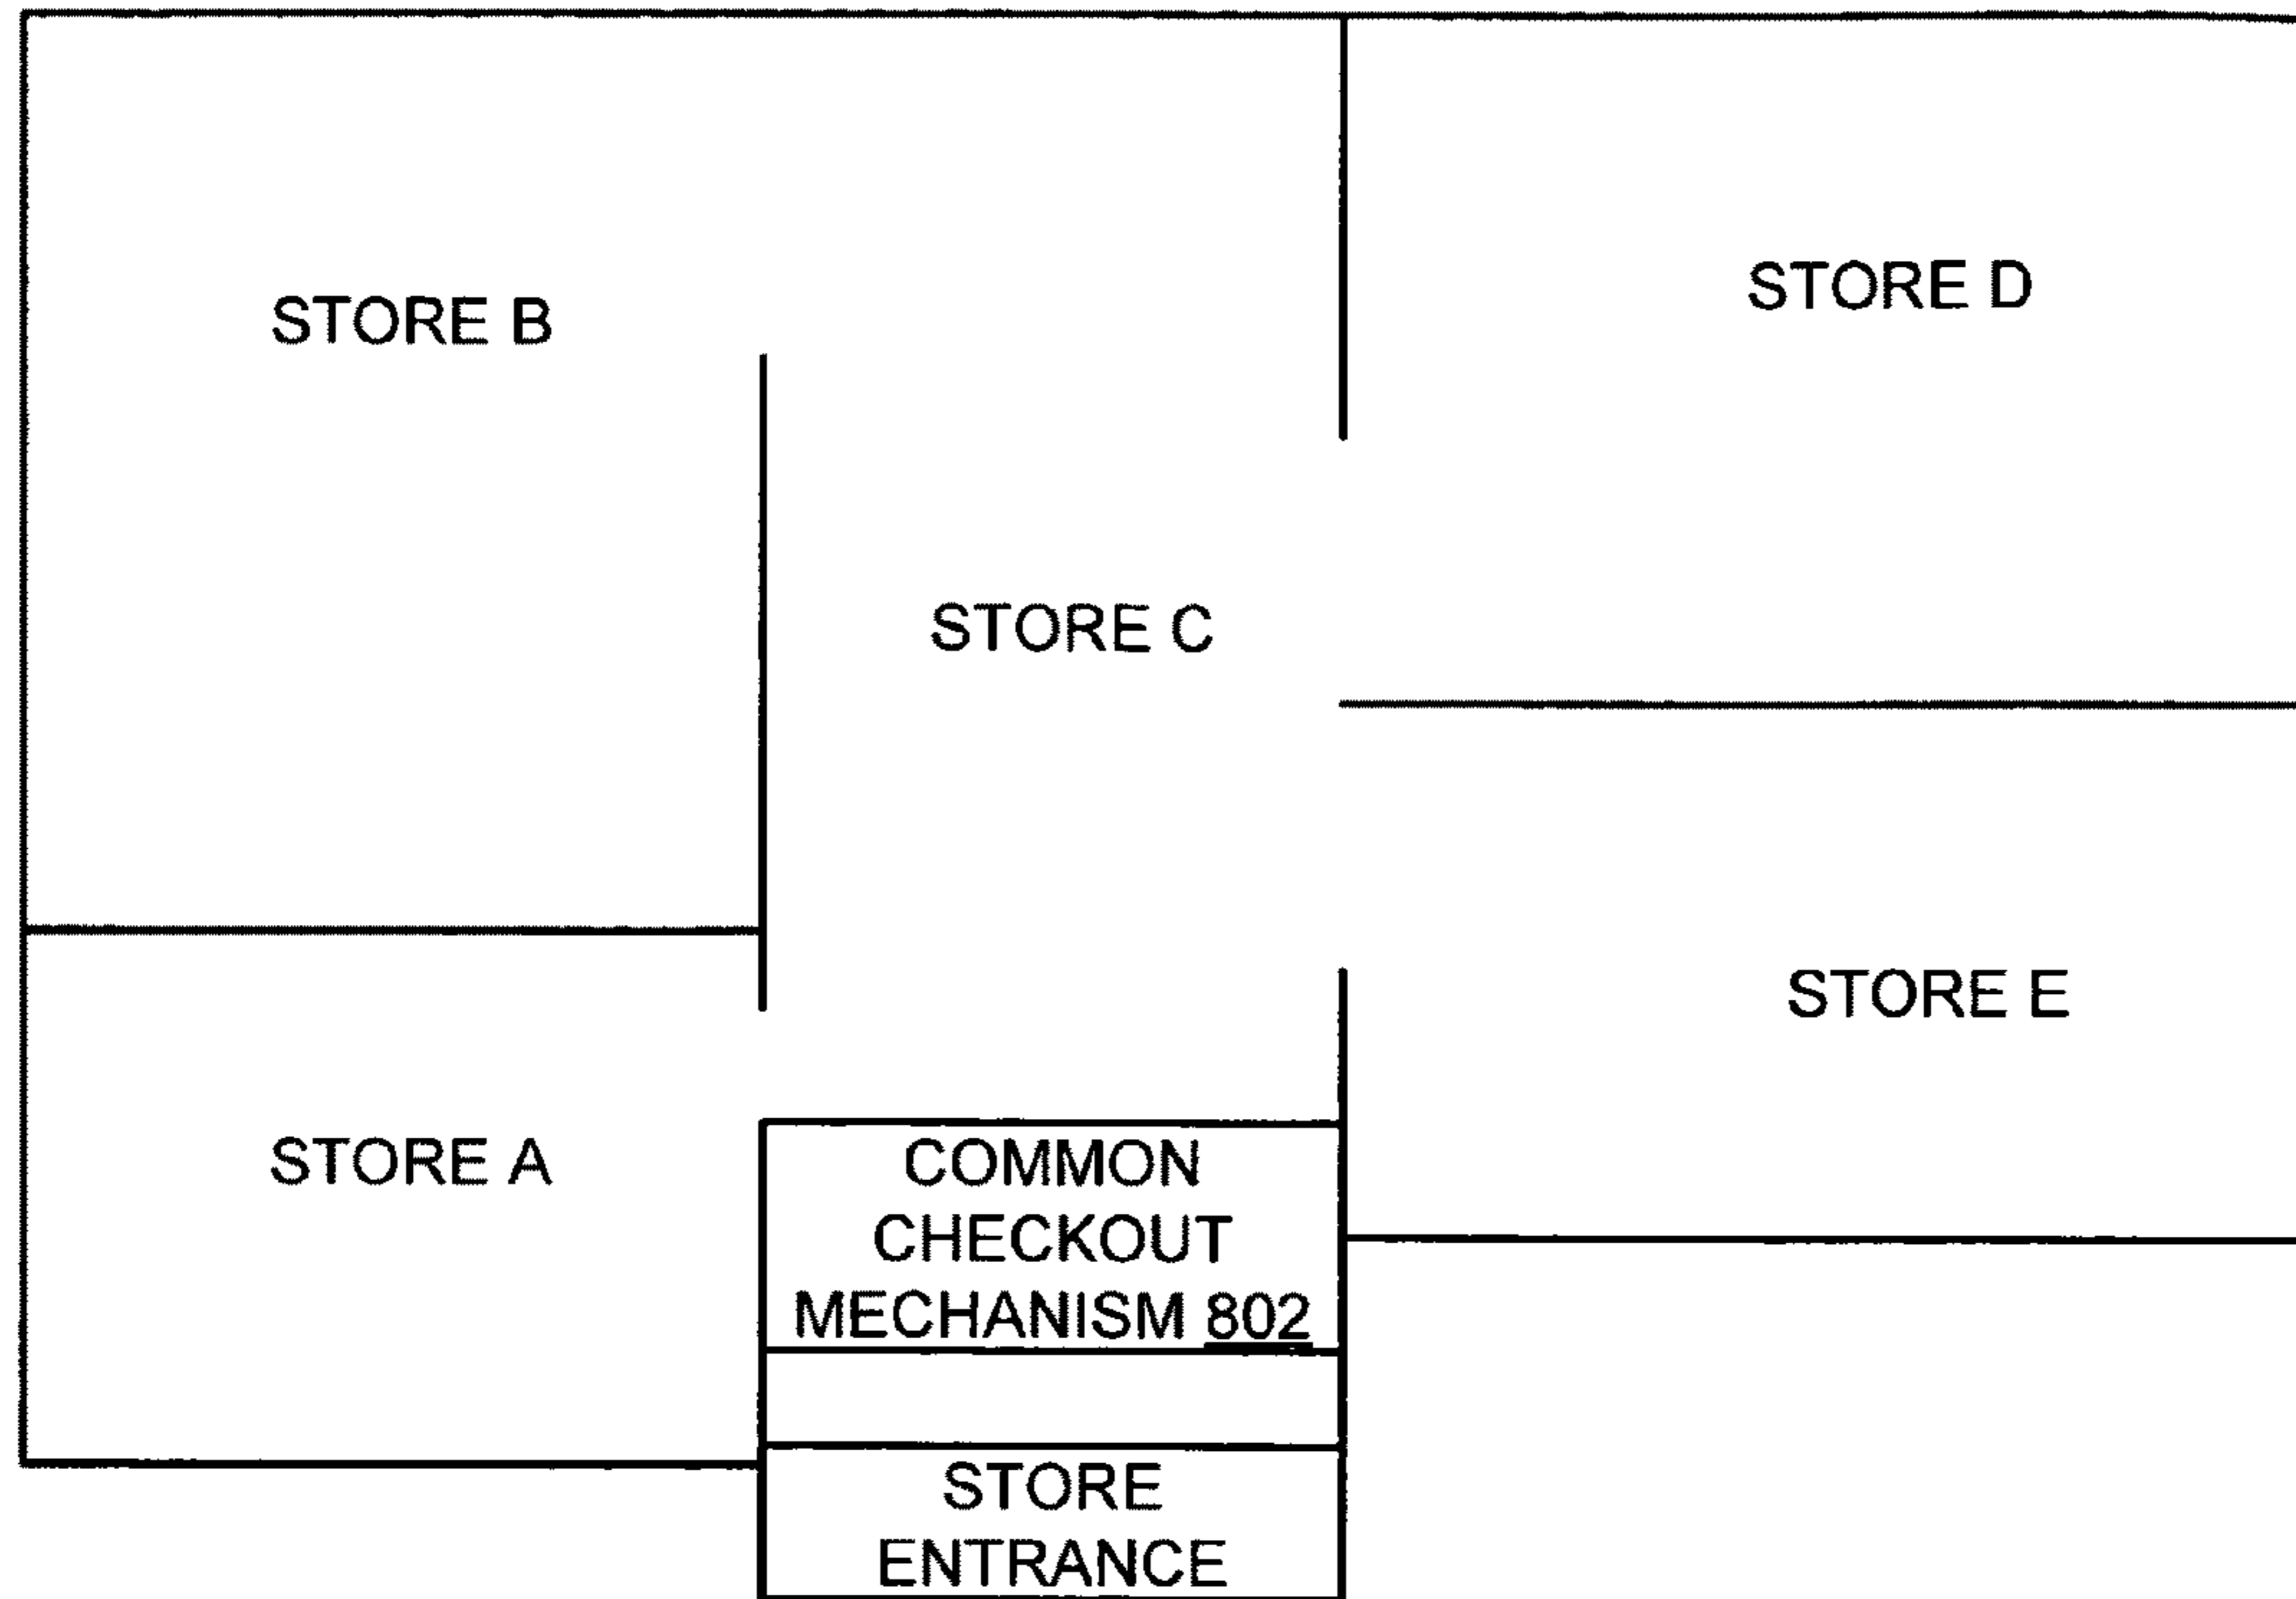 STORE B
STORE D
STORE C
STORE E
STORE A
COMMON
CHECKOUT
MECHANISM 802
STORE
ENTRANCE